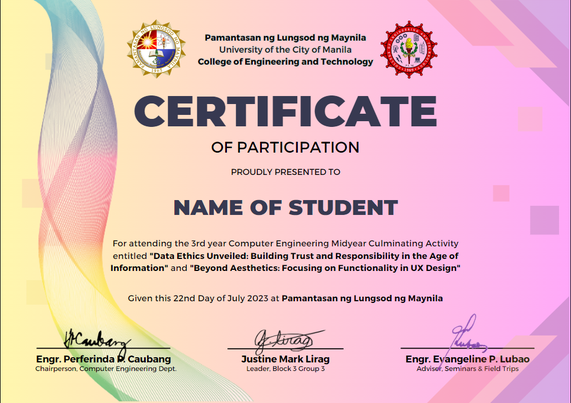 Pamantasan ng Lungsod ng Maynila
University of the City of Manila
College of Engineering and Technology
CERTIFICATE
OF PARTICIPATION
PROUDLY PRESENTED TO
NAME OF STUDENT
For attending the 3rd year Computer Engineering Midyear Culminating Activity
entitled "Data Ethics Unveiled: Building Trust and Responsibility in the Age of
Information" and "Beyond Aesthetics: Focusing on Functionality in UX Design"
Given this 22nd Day of July 2023 at Pamantasan ng Lungsod ng Maynila
Engr. Perferinda P. Caubang
Chairperson, Computer Engineering Dept.
Justine Mark Lirag
Leader, Block 3 Group 3
Engr. Evangeline P. Lubao
Adviser, Seminars & Field Trips